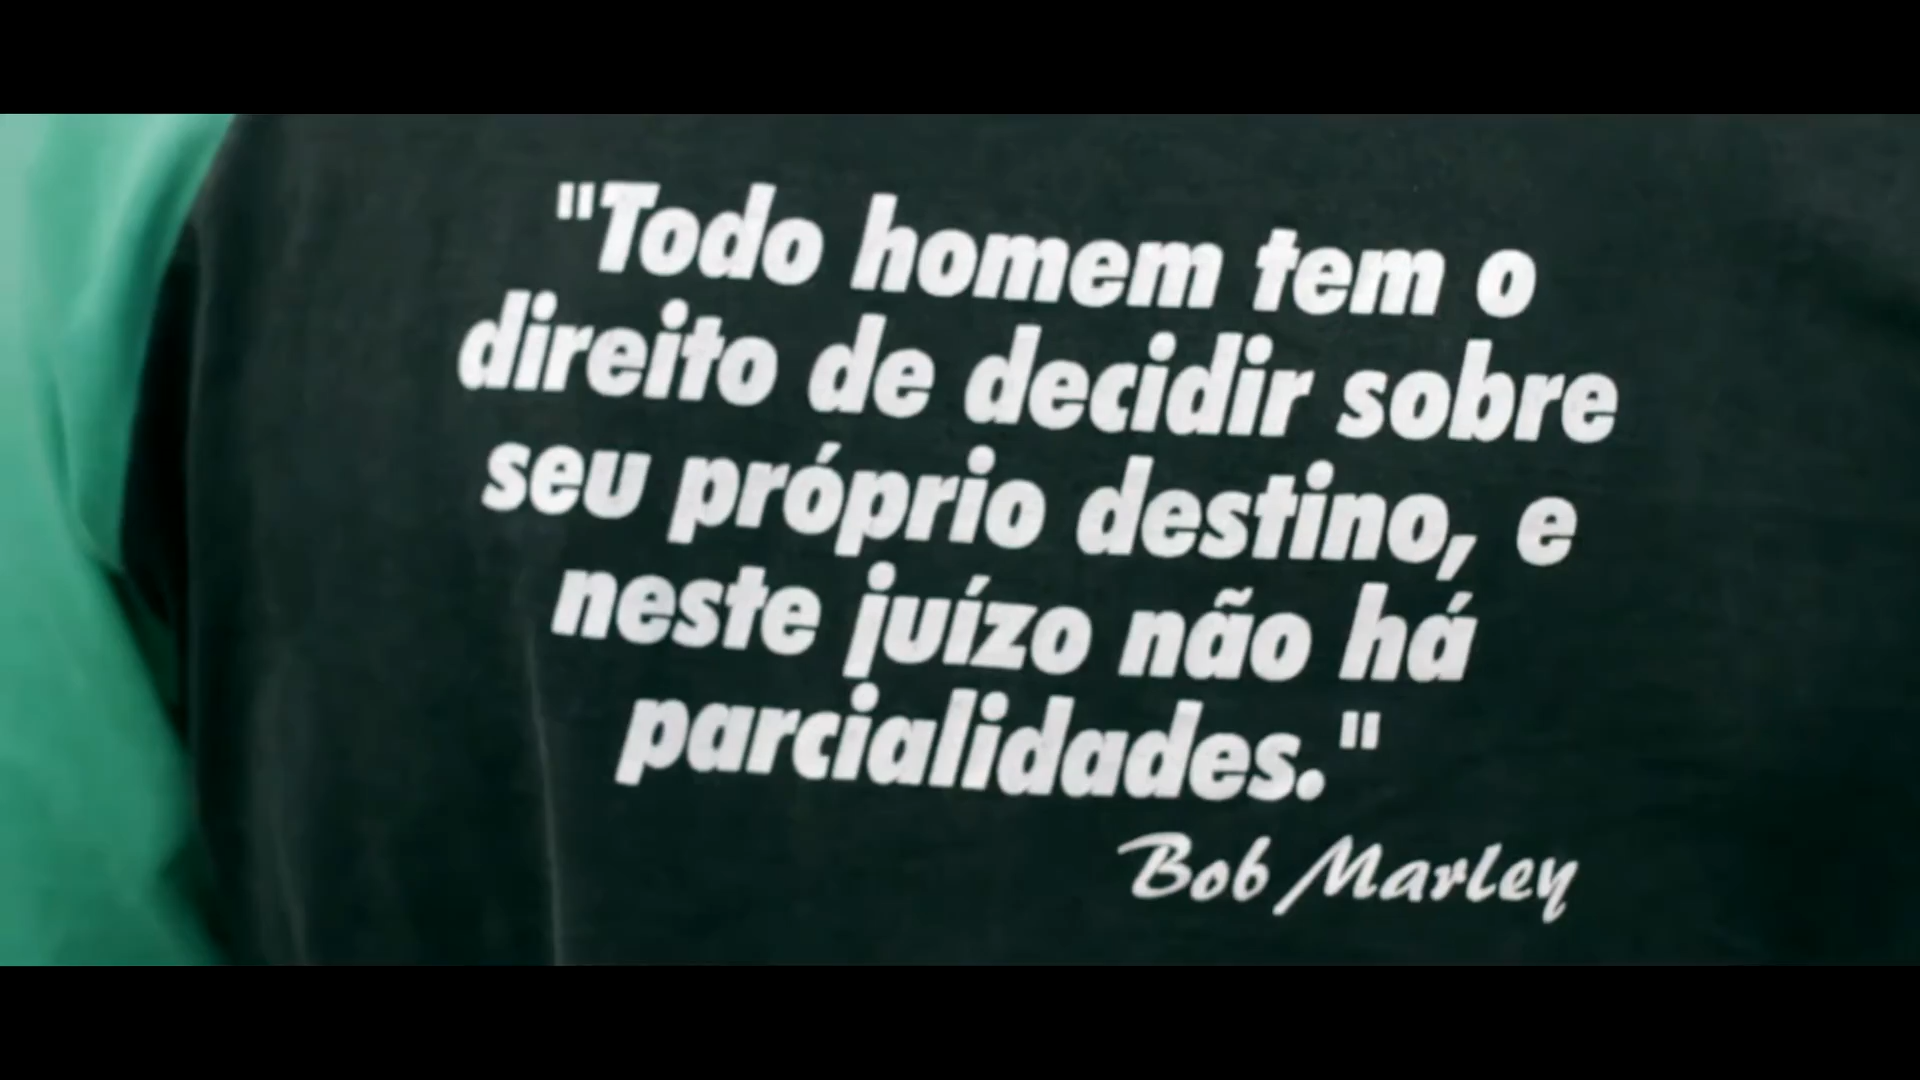 "Todo homem tem o
direito de decidir sobre
seu próprio destino, e
neste juízo não há
parcialidades."
Bob Marley